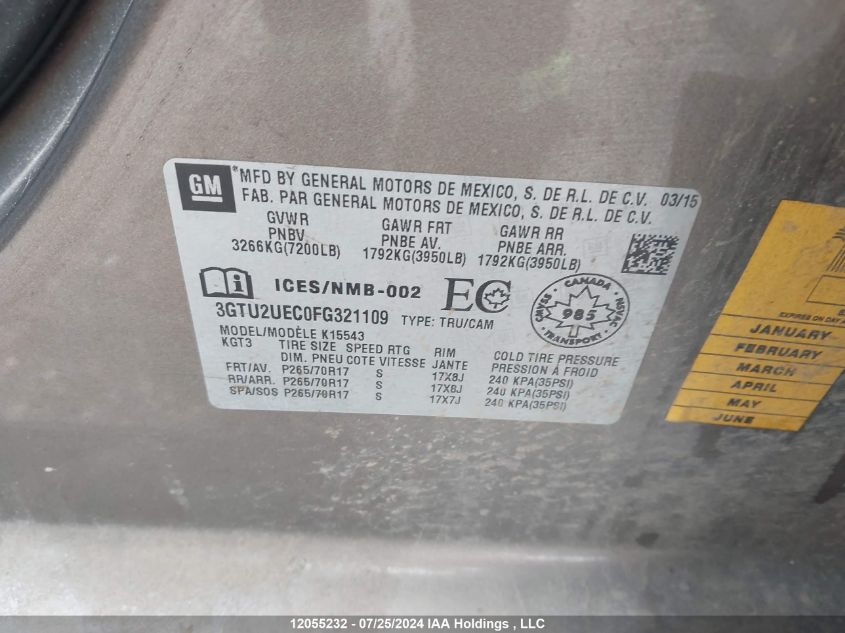 GM
*MFD BY GENERAL MOTORS DE MEXICO, S. DE R.L. DE C.V. 03/15
FAB. PAR GENERAL MOTORS DE MEXICO, S. DE R.L. DE C.V.
GVWR GAWR FRT GAWR RR
PNBV PNBE AV. PNBE ARR.
3266KG(7200LB) 1792KG(3950LB) 1792KG(3950LB)
ICES/NMB-002 EC
CANADA
CMVSS 985 NSVAC
TRANSPORT
3GTU2UEC0FG321109 TYPE: TRU/CAM
MODEL/MODÈLE K15543
KGT3 TIRE SIZE SPEED RTG RIM COLD TIRE PRESSURE
DIM. PNEU COTE VITESSE JANTE PRESSION À FROID
FRT/AV. P265/70R17 S 17X8J 240 KPA(35PSI)
RR/ARR. P265/70R17 S 17X8J 240 KPA(35PSI)
SPA/SOS P265/70R17 S 17X7J 240 KPA(35PSI)
EXPIRES ON DAY
JANUARY
FEBRUARY
MARCH
APRIL
MAY
JUNE
12055232 - 07/25/2024 IAA Holdings , LLC